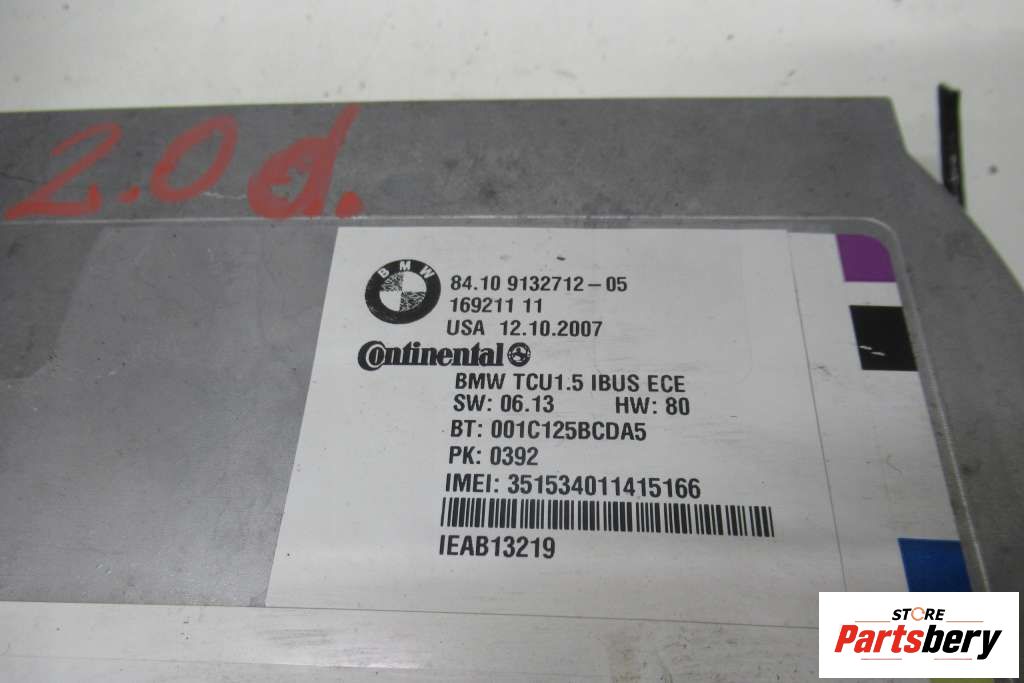 2.0 d.
BMW
84.10 9132712-05
169211 11
USA 12.10.2007
Continental
BMW TCU1.5 IBUS ECE
SW: 06.13 HW: 80
BT: 001C125BCDA5
PK: 0392
IMEI: 351534011415166
IEAB13219
STORE
Partsbery